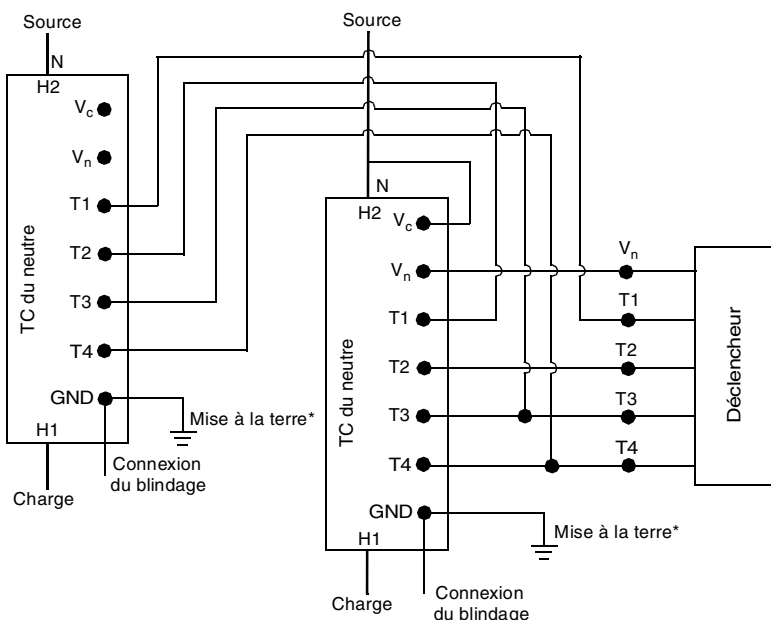 Source
N
H2
Vc
Vn
T1
T2
T3
T4
GND
H1
TC du neutre
Mise à la terre*
Connexion
du blindage
Charge
Source
N
H2
Vc
Vn
T1
T2
T3
T4
GND
H1
TC du neutre
Mise à la terre*
Connexion
du blindage
Charge
Vn
T1
T2
T3
T4
Déclencheur